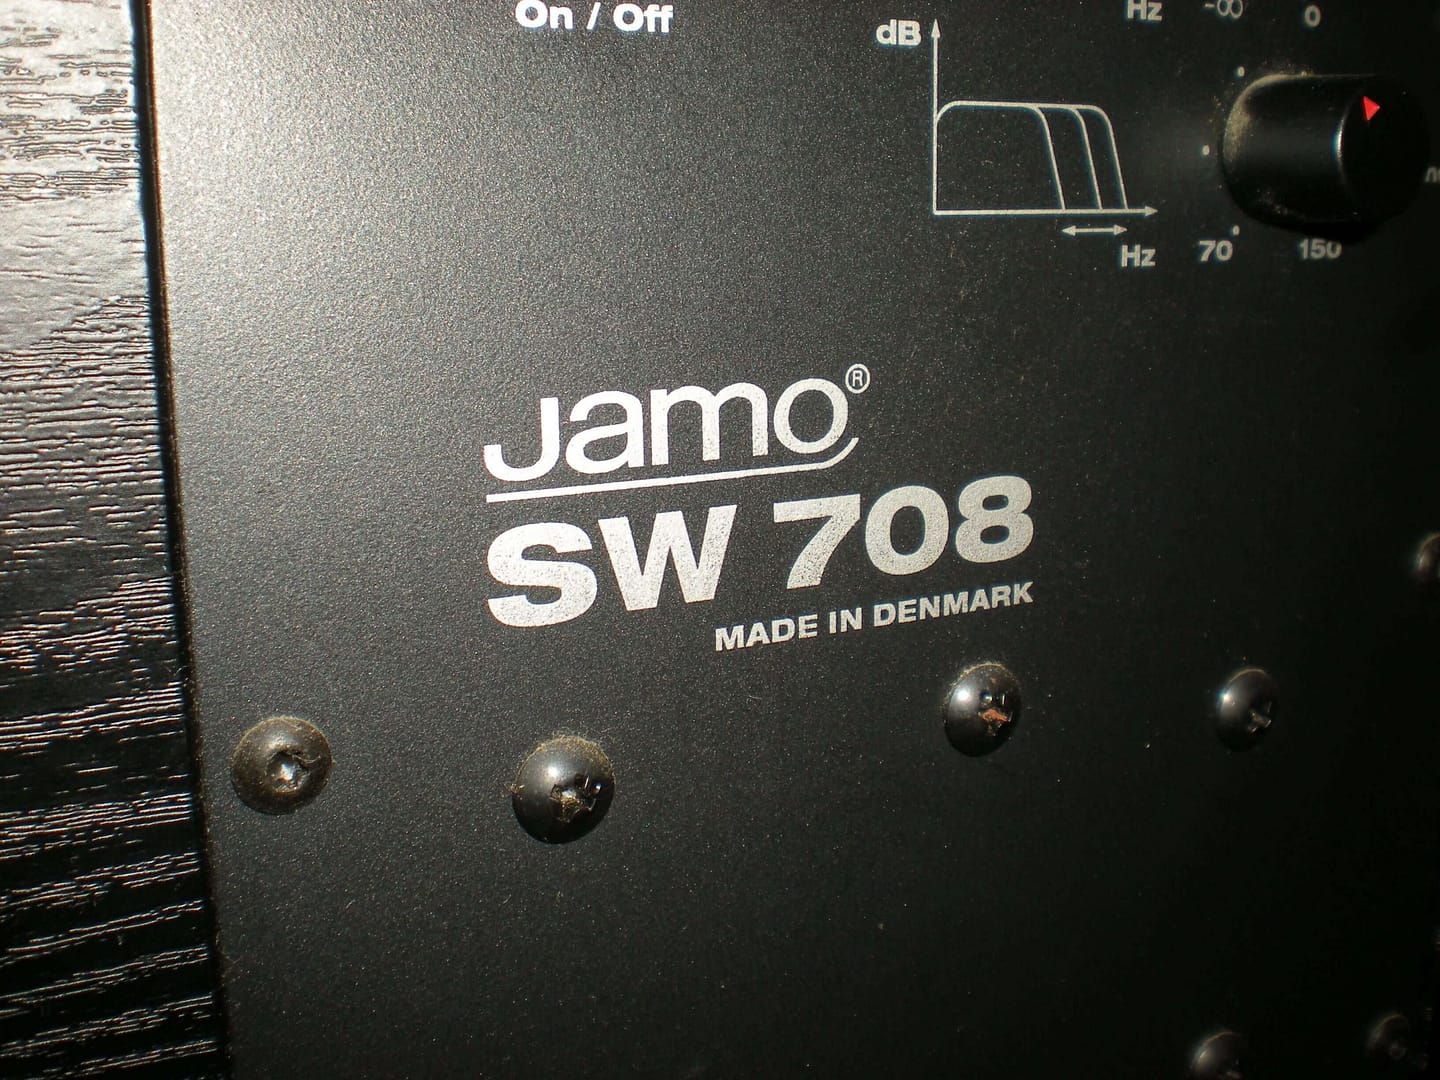 On / Off
Hz -∞ 0
dB
Hz 70 150
Jamo®
SW 708
MADE IN DENMARK